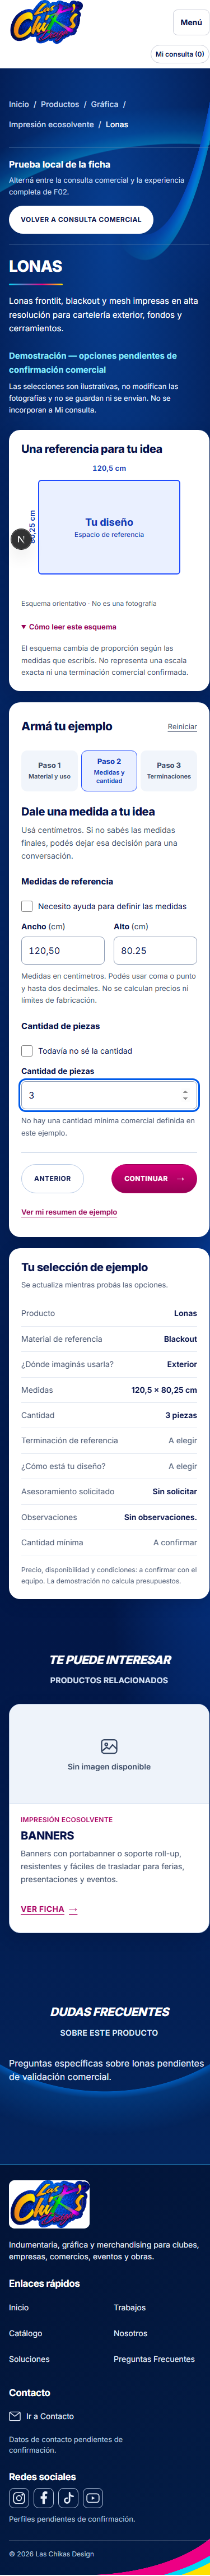 Las
Chikas
Design
Menú
Mi consulta (0)
Inicio / Productos / Gráfica /
Impresión ecosolvente / Lonas
Prueba local de la ficha
Alterná entre la consulta comercial y la experiencia
completa de F02.
VOLVER A CONSULTA COMERCIAL
LONAS
Lonas frontlit, blackout y mesh impresas en alta
resolución para cartelería exterior, fondos y
cerramientos.
Demostración — opciones pendientes de
confirmación comercial
Las selecciones son ilustrativas, no modifican las
fotografías y no se guardan ni se envían. No se
incorporan a Mi consulta.
Una referencia para tu idea
120,5 cm
80,25 cm
Tu diseño
Espacio de referencia
N
Esquema orientativo · No es una fotografía
▼ Cómo leer este esquema
El esquema cambia de proporción según las
medidas que escribís. No representa una escala
exacta ni una terminación comercial confirmada.
Armá tu ejemplo
Reiniciar
Paso 1
Material y uso
Paso 2
Medidas y
cantidad
Paso 3
Terminaciones
Dale una medida a tu idea
Usá centímetros. Si no sabés las medidas
finales, podés dejar esa decisión para una
conversación.
Medidas de referencia
Necesito ayuda para definir las medidas
Ancho (cm)
Alto (cm)
120,50
80.25
Medidas en centímetros. Podés usar coma o punto
y hasta dos decimales. No se calculan precios ni
límites de fabricación.
Cantidad de piezas
Todavía no sé la cantidad
Cantidad de piezas
3
No hay una cantidad mínima comercial definida en
este ejemplo.
ANTERIOR
CONTINUAR →
Ver mi resumen de ejemplo
Tu selección de ejemplo
Se actualiza mientras probás las opciones.
Producto Lonas
Material de referencia Blackout
¿Dónde imaginás usarla? Exterior
Medidas 120,5 × 80,25 cm
Cantidad 3 piezas
Terminación de referencia A elegir
¿Cómo está tu diseño? A elegir
Asesoramiento solicitado Sin solicitar
Observaciones Sin observaciones.
Cantidad mínima A confirmar
Precio, disponibilidad y condiciones: a confirmar con el
equipo. La demostración no calcula presupuestos.
TE PUEDE INTERESAR
PRODUCTOS RELACIONADOS
Sin imagen disponible
IMPRESIÓN ECOSOLVENTE
BANNERS
Banners con portabanner o soporte roll-up,
resistentes y fáciles de trasladar para ferias,
presentaciones y eventos.
VER FICHA →
DUDAS FRECUENTES
SOBRE ESTE PRODUCTO
Preguntas específicas sobre lonas pendientes
de validación comercial.
Las
Chikas
Design
Indumentaria, gráfica y merchandising para clubes,
empresas, comercios, eventos y obras.
Enlaces rápidos
Inicio
Trabajos
Catálogo
Nosotros
Soluciones
Preguntas Frecuentes
Contacto
Ir a Contacto
Datos de contacto pendientes de
confirmación.
Redes sociales
Perfiles pendientes de confirmación.
© 2026 Las Chikas Design